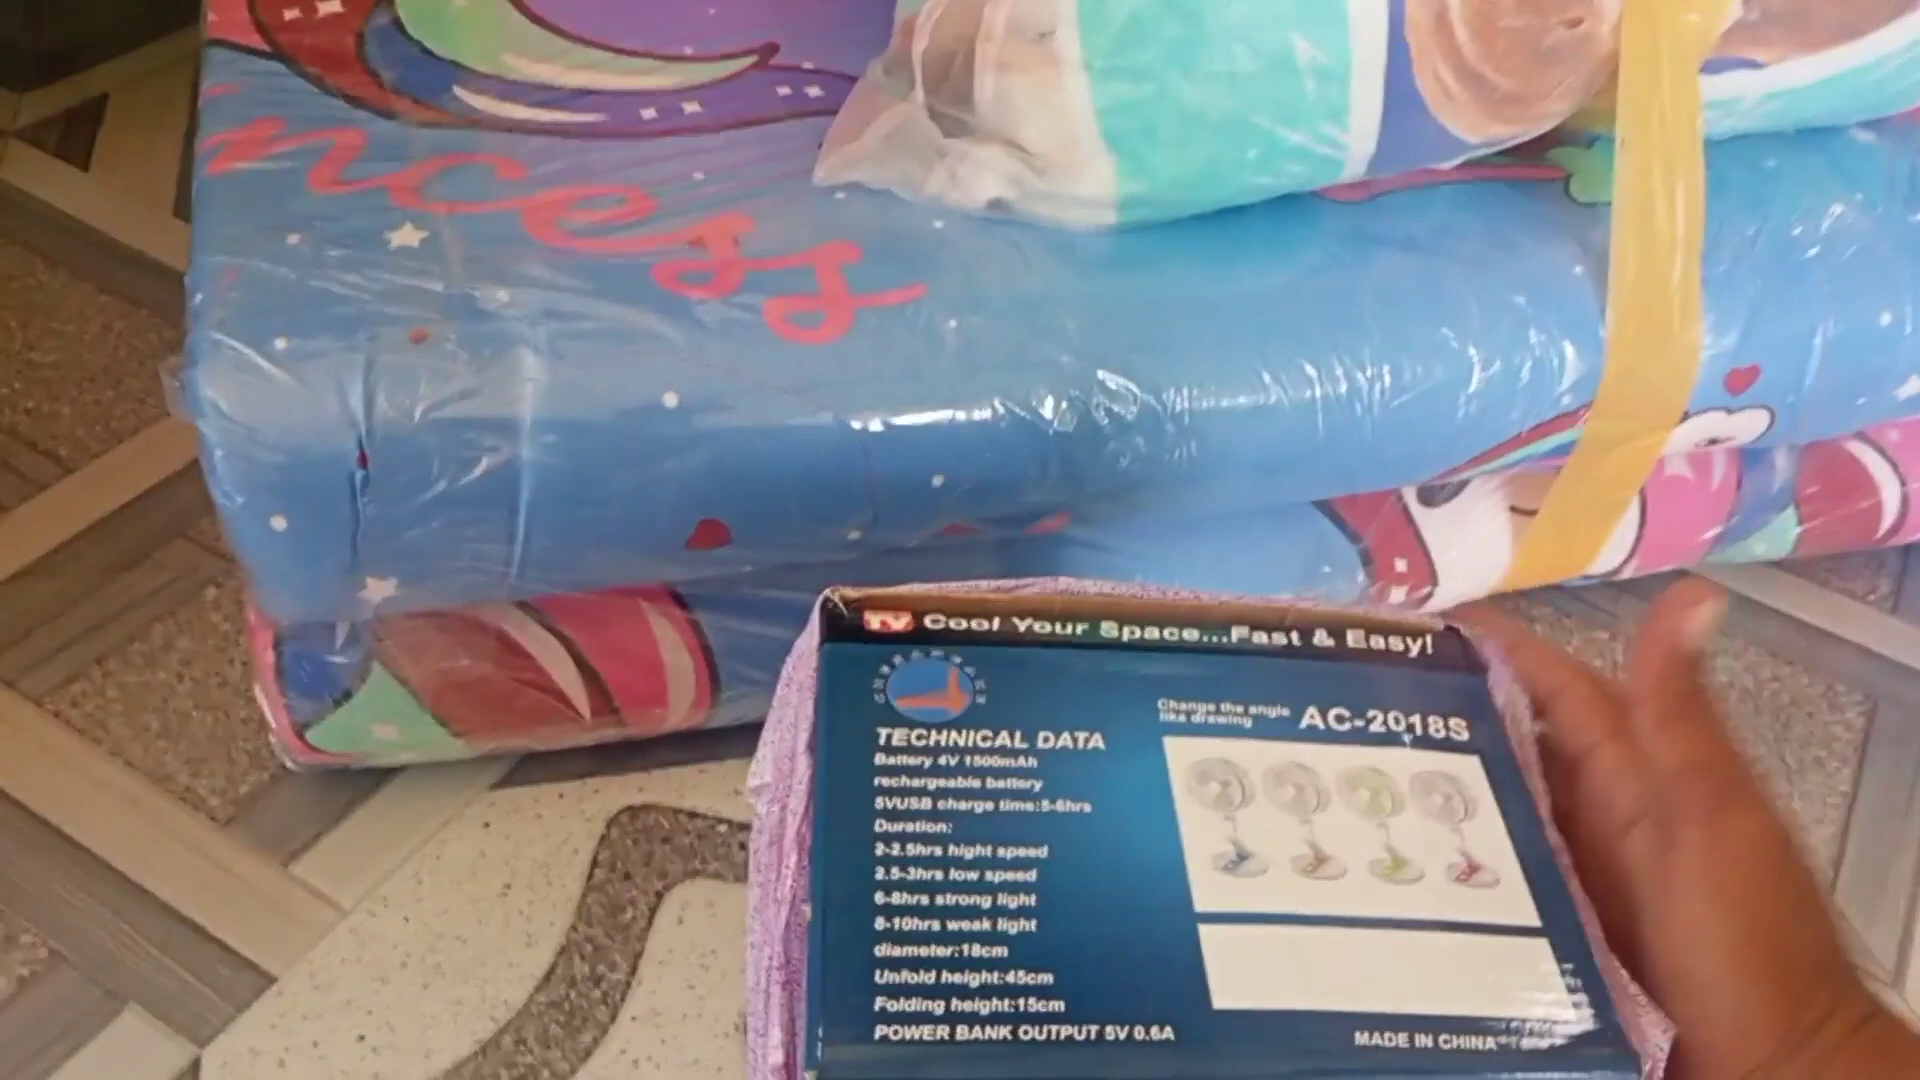 ncess
TV Cool Your Space...Fast & Easy!
Change the angle
like drawing
AC-2018S
TECHNICAL DATA
Battery 4V 1500mAh
rechargeable battery
5VUSB charge time:5-6hrs
Duration:
2-2.5hrs hight speed
2.5-3hrs low speed
6-8hrs strong light
8-10hrs weak light
diameter:18cm
Unfold height:45cm
Folding height:15cm
POWER BANK OUTPUT 5V 0.6A
MADE IN CHINA